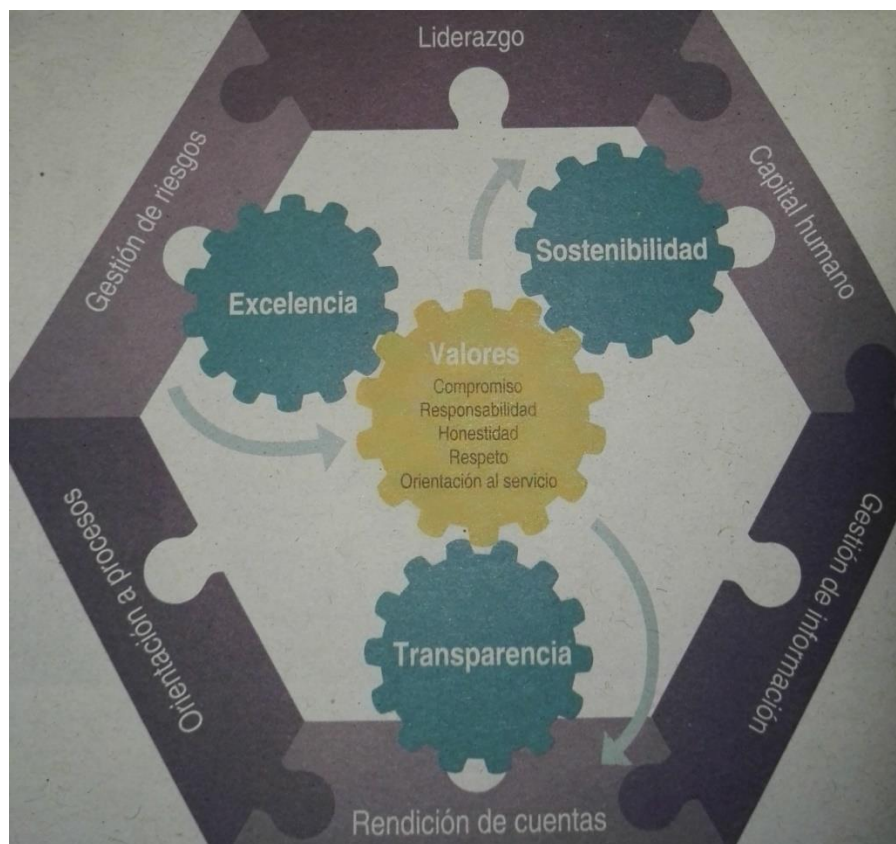 Liderazgo
Gestión de riesgos
Capital humano
Sostenibilidad
Excelencia
Valores
Compromiso
Responsabilidad
Honestidad
Respeto
Orientación al servicio
Orientación a procesos
Gestión de información
Transparencia
Rendición de cuentas